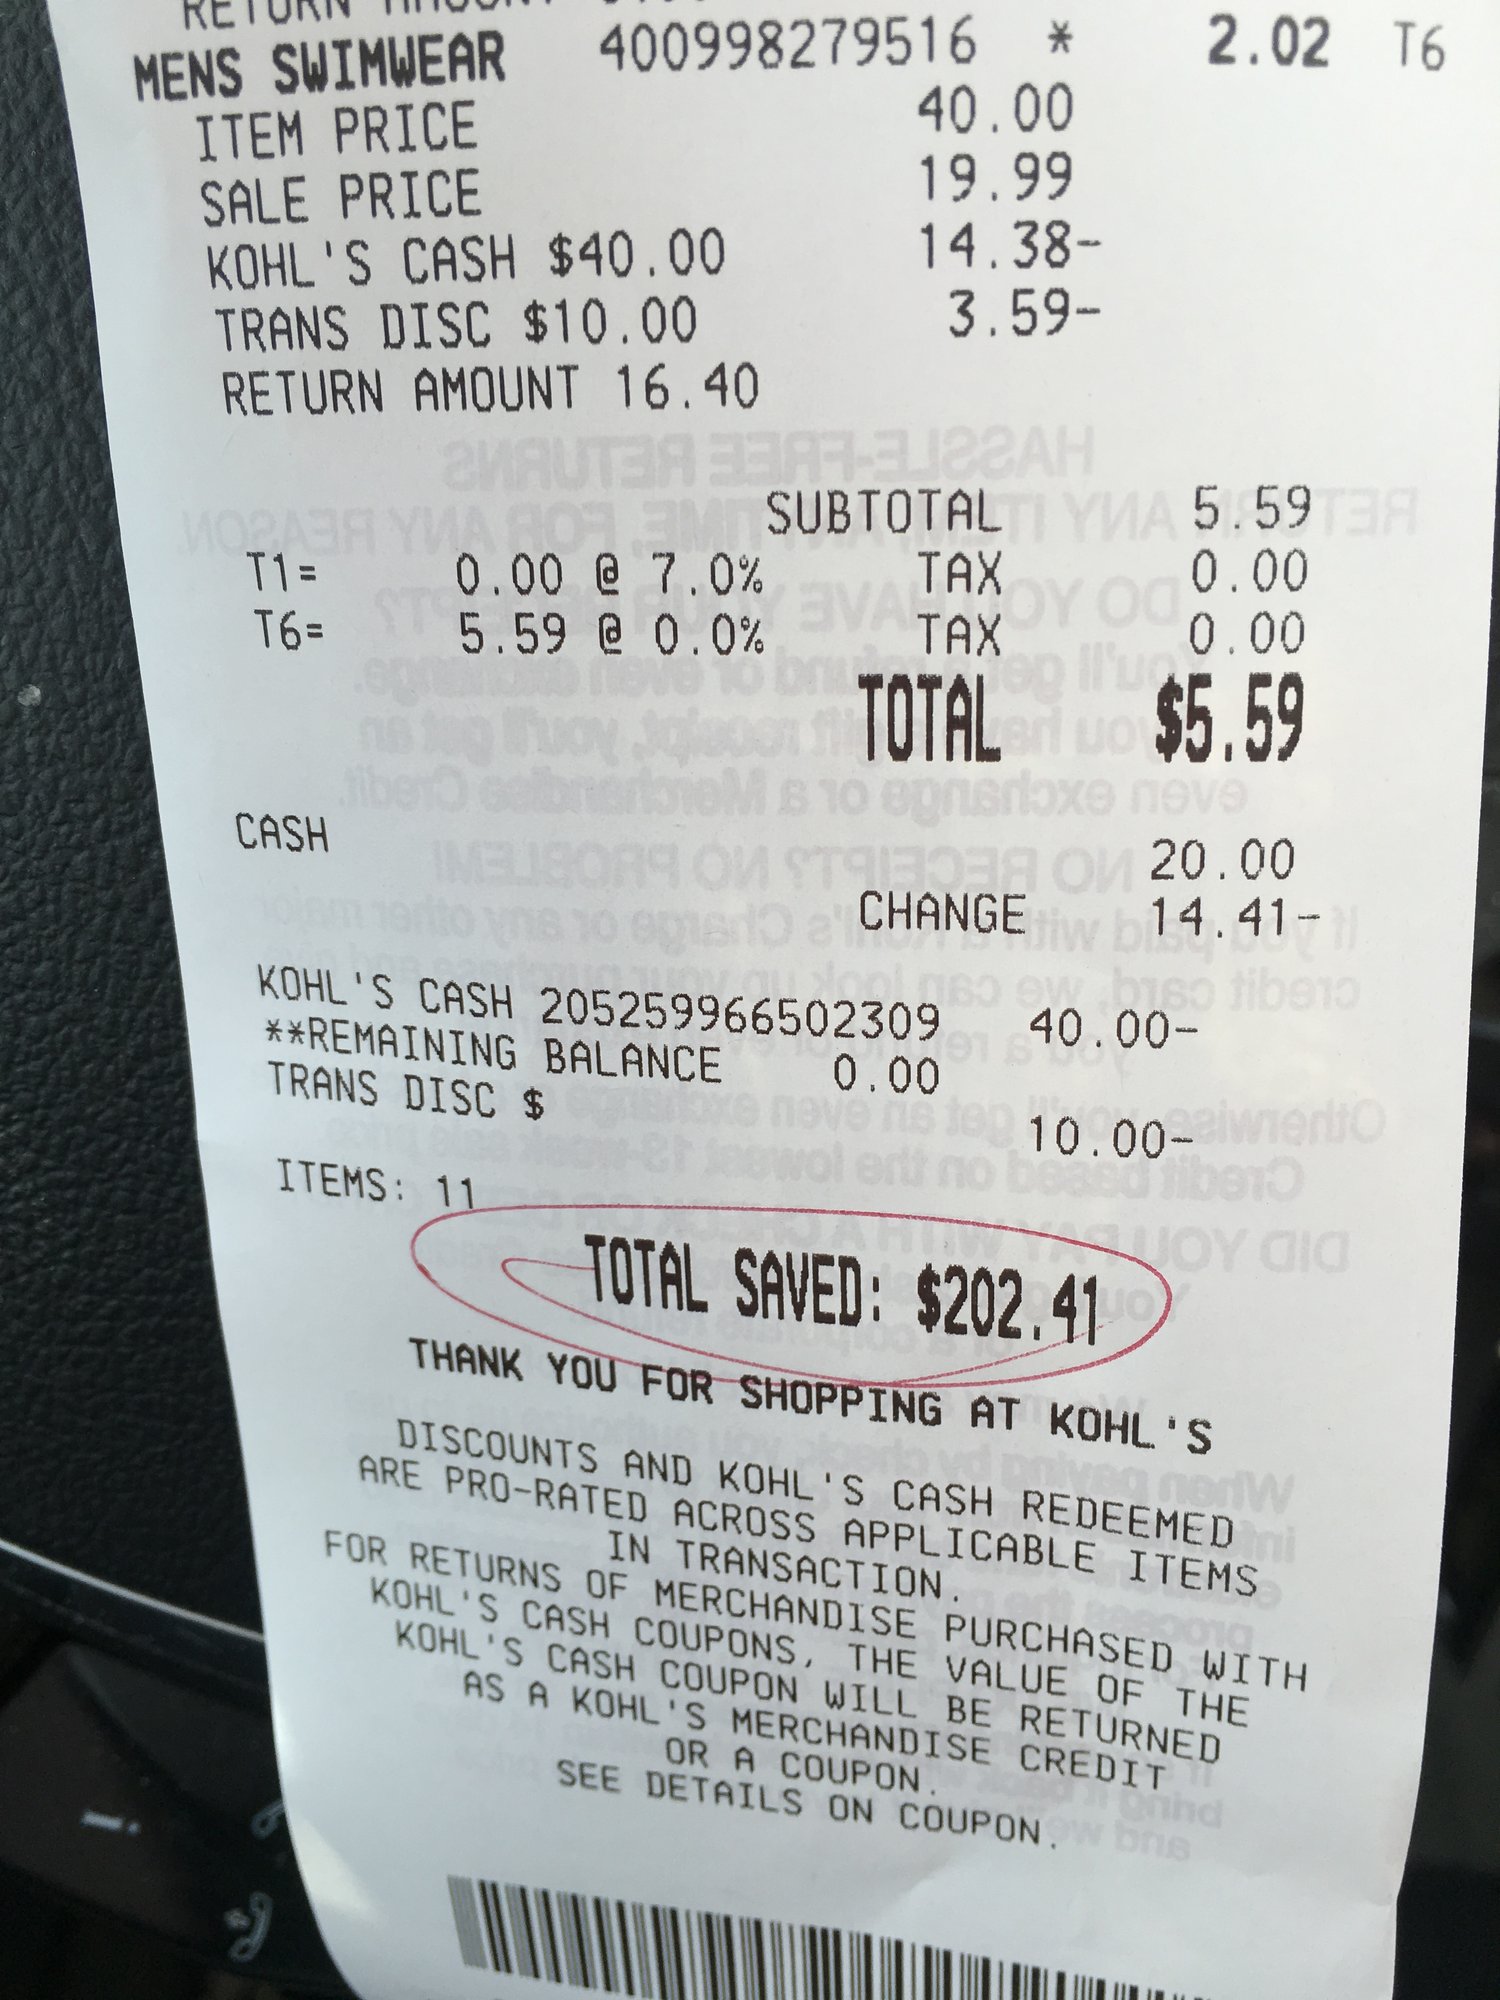 RETURN AMOUNT
MENS SWIMWEAR 400998279516 * 2.02 T6
ITEM PRICE 40.00
SALE PRICE 19.99
KOHL'S CASH $40.00 14.38-
TRANS DISC $10.00 3.59-
RETURN AMOUNT 16.40
HASSLE-FREE RETURNS
SUBTOTAL 5.59
T1= 0.00 @ 7.0% TAX 0.00
T6= 5.59 @ 0.0% TAX 0.00
TOTAL $5.59
CASH 20.00
CHANGE 14.41-
KOHL'S CASH 205259966502309 40.00-
**REMAINING BALANCE 0.00
TRANS DISC $ 10.00-
ITEMS: 11
TOTAL SAVED: $202.41
THANK YOU FOR SHOPPING AT KOHL'S
DISCOUNTS AND KOHL'S CASH REDEEMED
ARE PRO-RATED ACROSS APPLICABLE ITEMS
IN TRANSACTION.
FOR RETURNS OF MERCHANDISE PURCHASED WITH
KOHL'S CASH COUPONS, THE VALUE OF THE
KOHL'S CASH COUPON WILL BE RETURNED
AS A KOHL'S MERCHANDISE CREDIT
OR A COUPON.
SEE DETAILS ON COUPON.